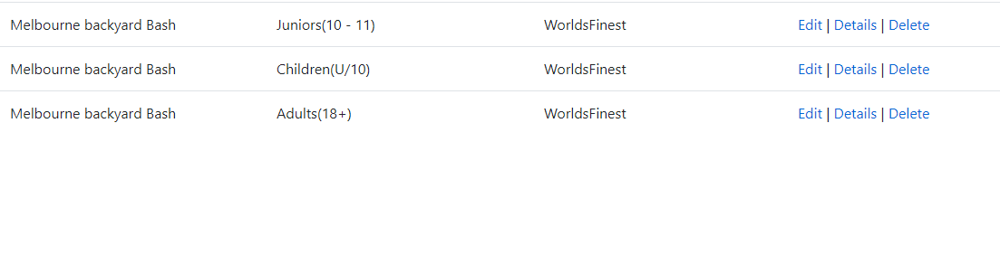 Melbourne backyard Bash Juniors(10 - 11) WorldsFinest Edit | Details | Delete
Melbourne backyard Bash Children(U/10) WorldsFinest Edit | Details | Delete
Melbourne backyard Bash Adults(18+) WorldsFinest Edit | Details | Delete